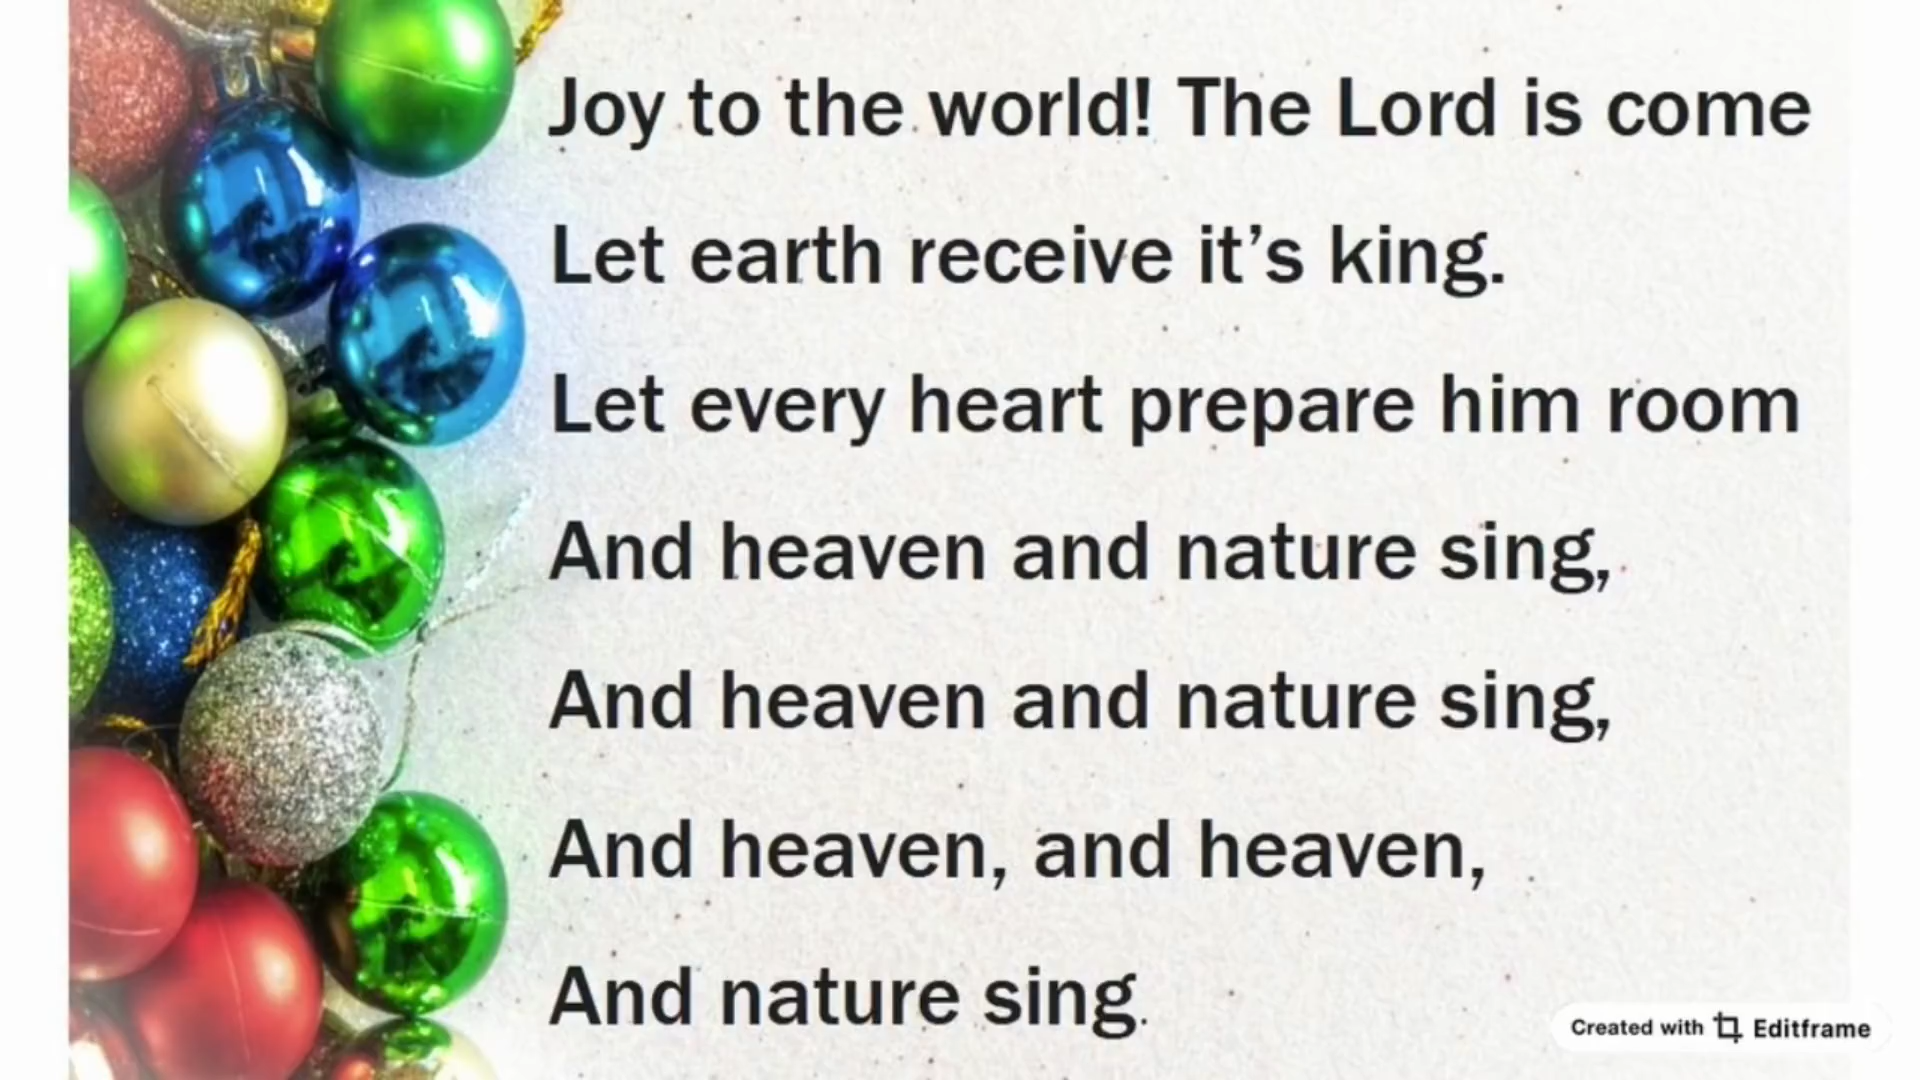 Joy to the world! The Lord is come
Let earth receive it’s king.
Let every heart prepare him room
And heaven and nature sing,
And heaven and nature sing,
And heaven, and heaven,
And nature sing.
Created with Editframe